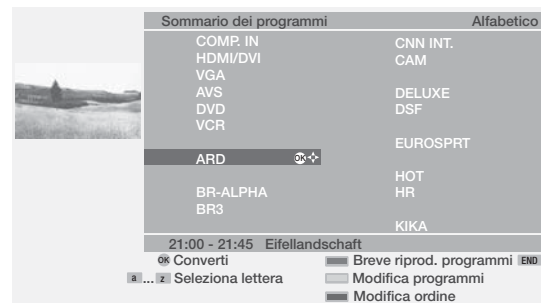 Sommario dei programmi Alfabetico
COMP. IN
HDMI/DVI
VGA
AVS
DVD
VCR
ARD OK
BR-ALPHA
BR3
CNN INT.
CAM
DELUXE
DSF
EUROSPRT
HOT
HR
KIKA
21:00 - 21:45 Eifellandschaft
OK Converti
a ... z Seleziona lettera
Breve riprod. programmi END
Modifica programmi
Modifica ordine